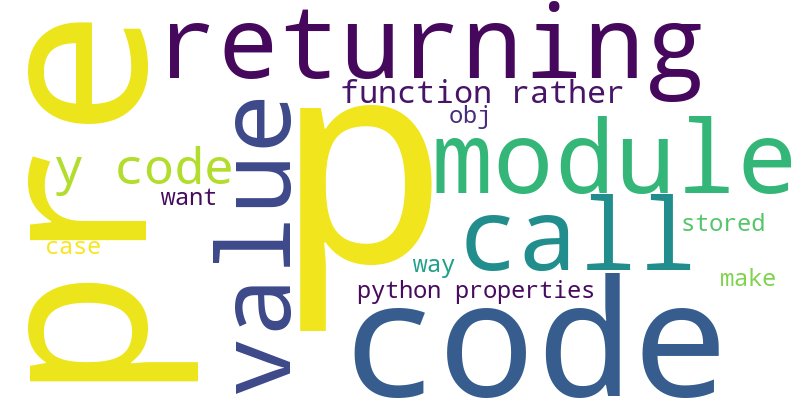 pre
returning
function rather
obj
p
module
value
y code
want
call
stored
case
way
make
python properties
code